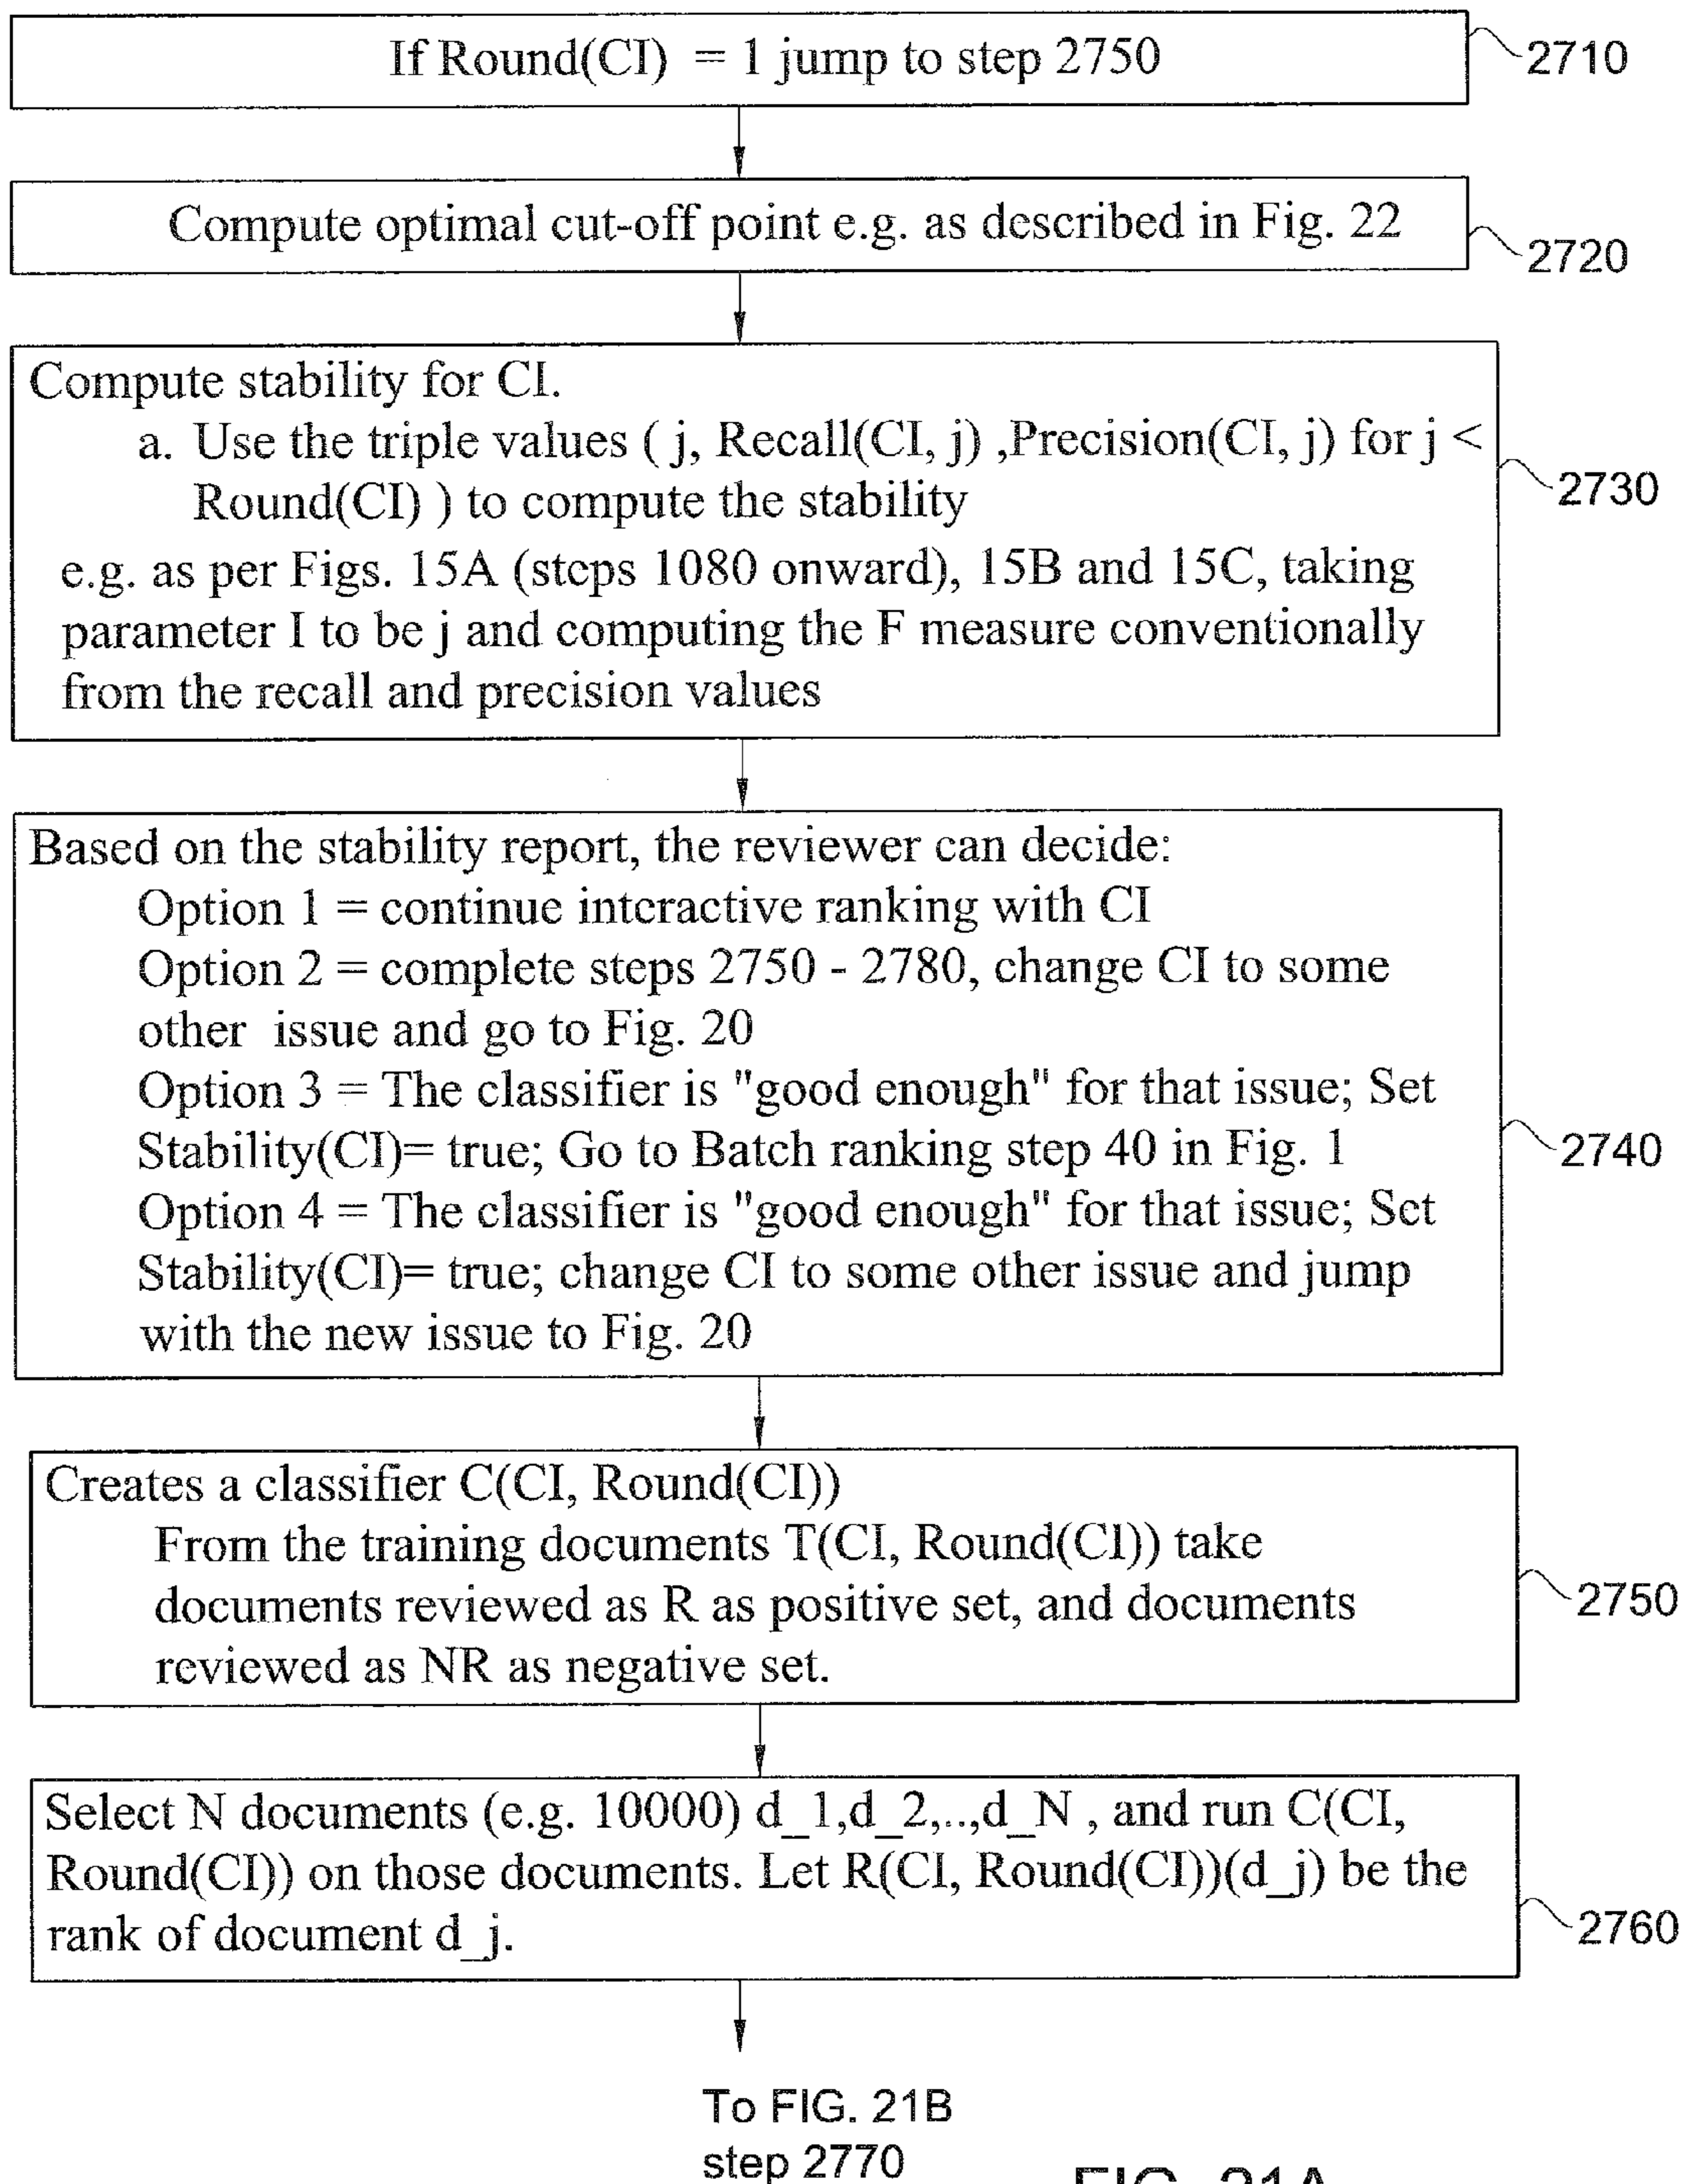 If Round(CI) = 1 jump to step 2750
2710
Compute optimal cut-off point e.g. as described in Fig. 22
2720
Compute stability for CI.
a. Use the triple values ( j, Recall(CI, j) ,Precision(CI, j) for j <
Round(CI) ) to compute the stability
e.g. as per Figs. 15A (steps 1080 onward), 15B and 15C, taking
parameter I to be j and computing the F measure conventionally
from the recall and precision values
2730
Based on the stability report, the reviewer can decide:
Option 1 = continue interactive ranking with CI
Option 2 = complete steps 2750 - 2780, change CI to some
other issue and go to Fig. 20
Option 3 = The classifier is "good enough" for that issue; Set
Stability(CI)= true; Go to Batch ranking step 40 in Fig. 1
Option 4 = The classifier is "good enough" for that issue; Set
Stability(CI)= true; change CI to some other issue and jump
with the new issue to Fig. 20
2740
Creates a classifier C(CI, Round(CI))
From the training documents T(CI, Round(CI)) take
documents reviewed as R as positive set, and documents
reviewed as NR as negative set.
2750
Select N documents (e.g. 10000) d_1,d_2,..,d_N , and run C(CI,
Round(CI)) on those documents. Let R(CI, Round(CI))(d_j) be the
rank of document d_j.
2760
To FIG. 21B
step 2770
FIG. 21A